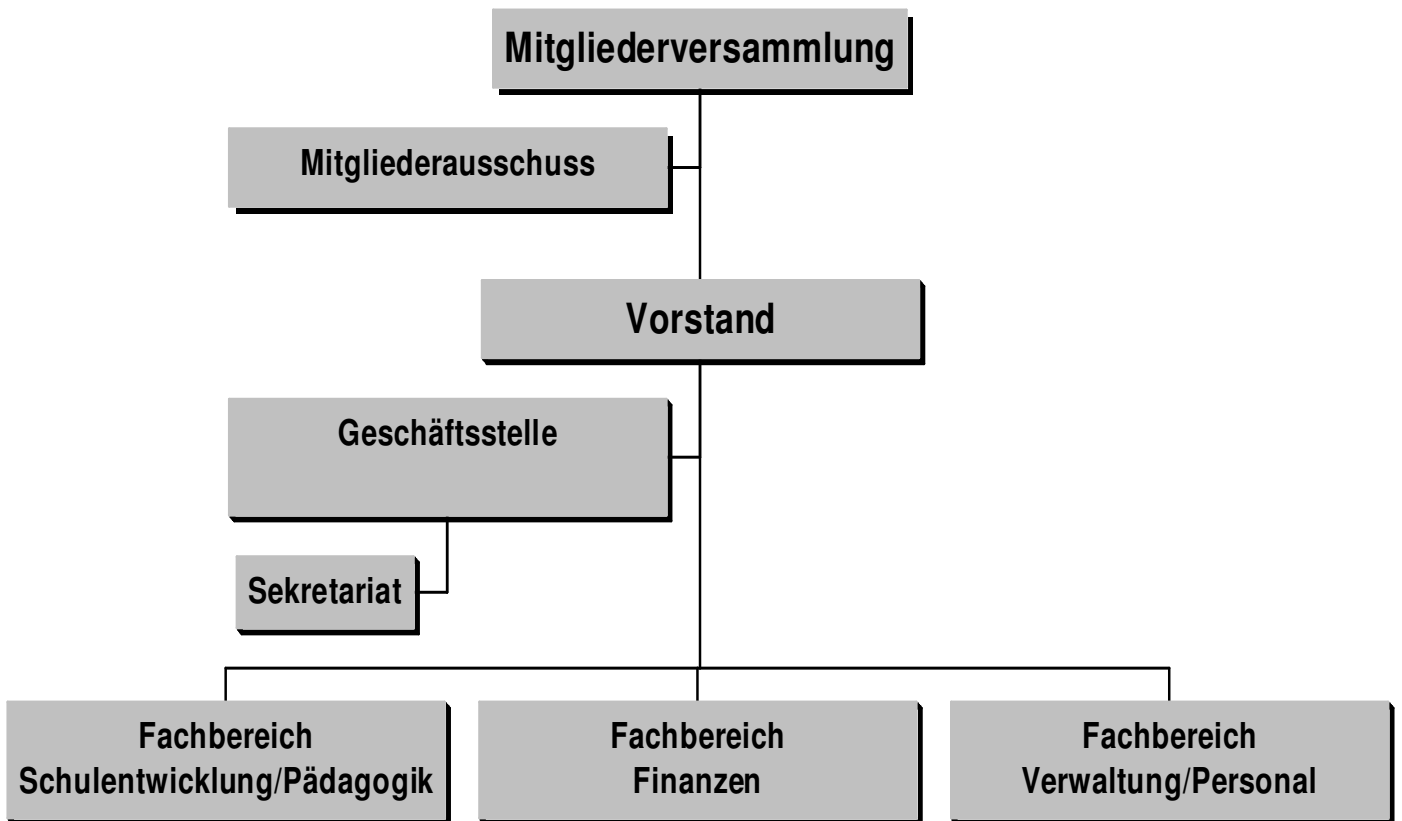 Mitgliederversammlung
Mitgliederausschuss
Vorstand
Geschäftsstelle
Sekretariat
Fachbereich
Schulentwicklung/Pädagogik
Fachbereich
Finanzen
Fachbereich
Verwaltung/Personal